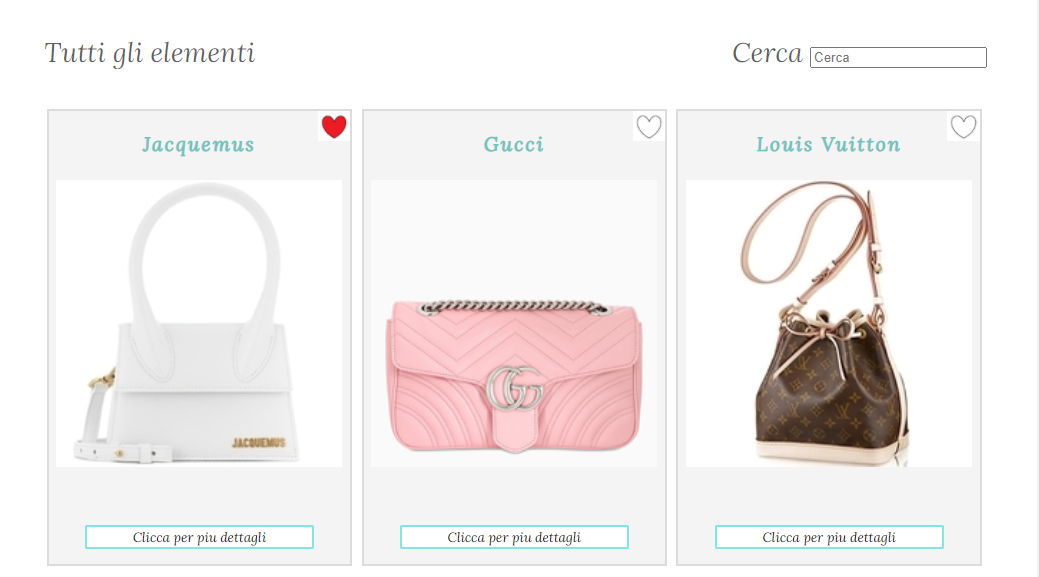 Tutti gli elementi
Cerca Cerca
Jacquemus
Gucci
Louis Vuitton
JACQUEMUS
Clicca per piu dettagli
Clicca per piu dettagli
Clicca per piu dettagli